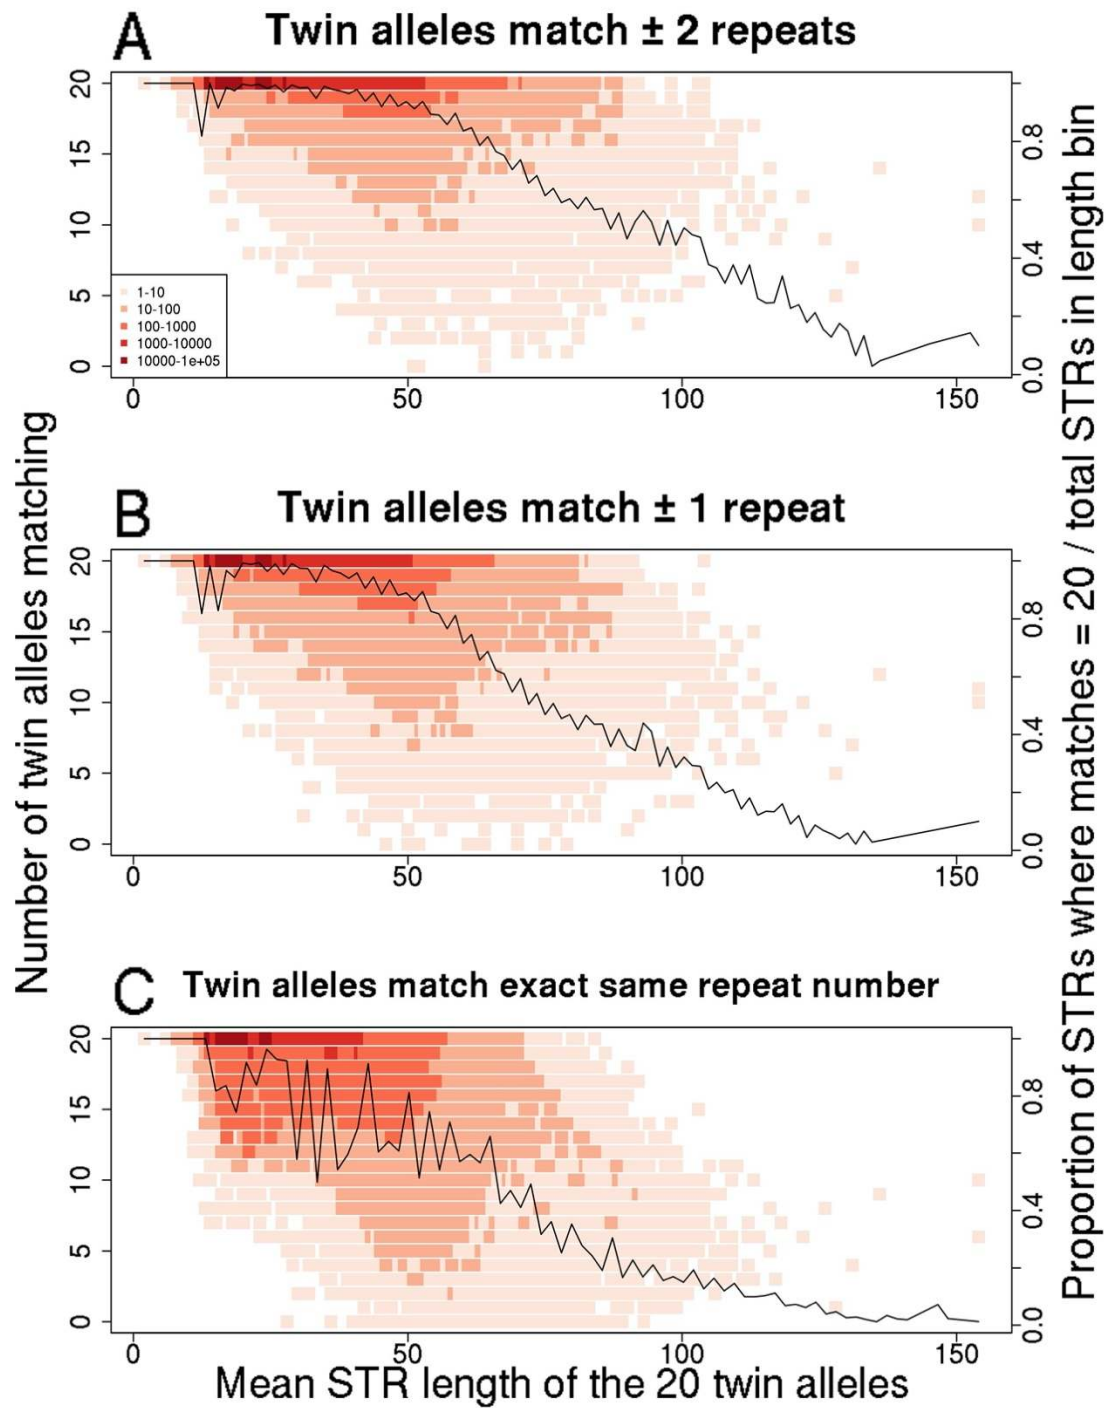 A Twin alleles match ± 2 repeats
20
15
10
5
0
1-10
10-100
100-1000
1000-10000
10000-1e+05
0.8
0.4
0.0
0 50 100 150
B Twin alleles match ± 1 repeat
20
15
10
5
0
0.8
0.4
0.0
0 50 100 150
C Twin alleles match exact same repeat number
20
15
10
5
0
0.8
0.4
0.0
0 50 100 150
Mean STR length of the 20 twin alleles
Number of twin alleles matching
Proportion of STRs where matches = 20 / total STRs in length bin